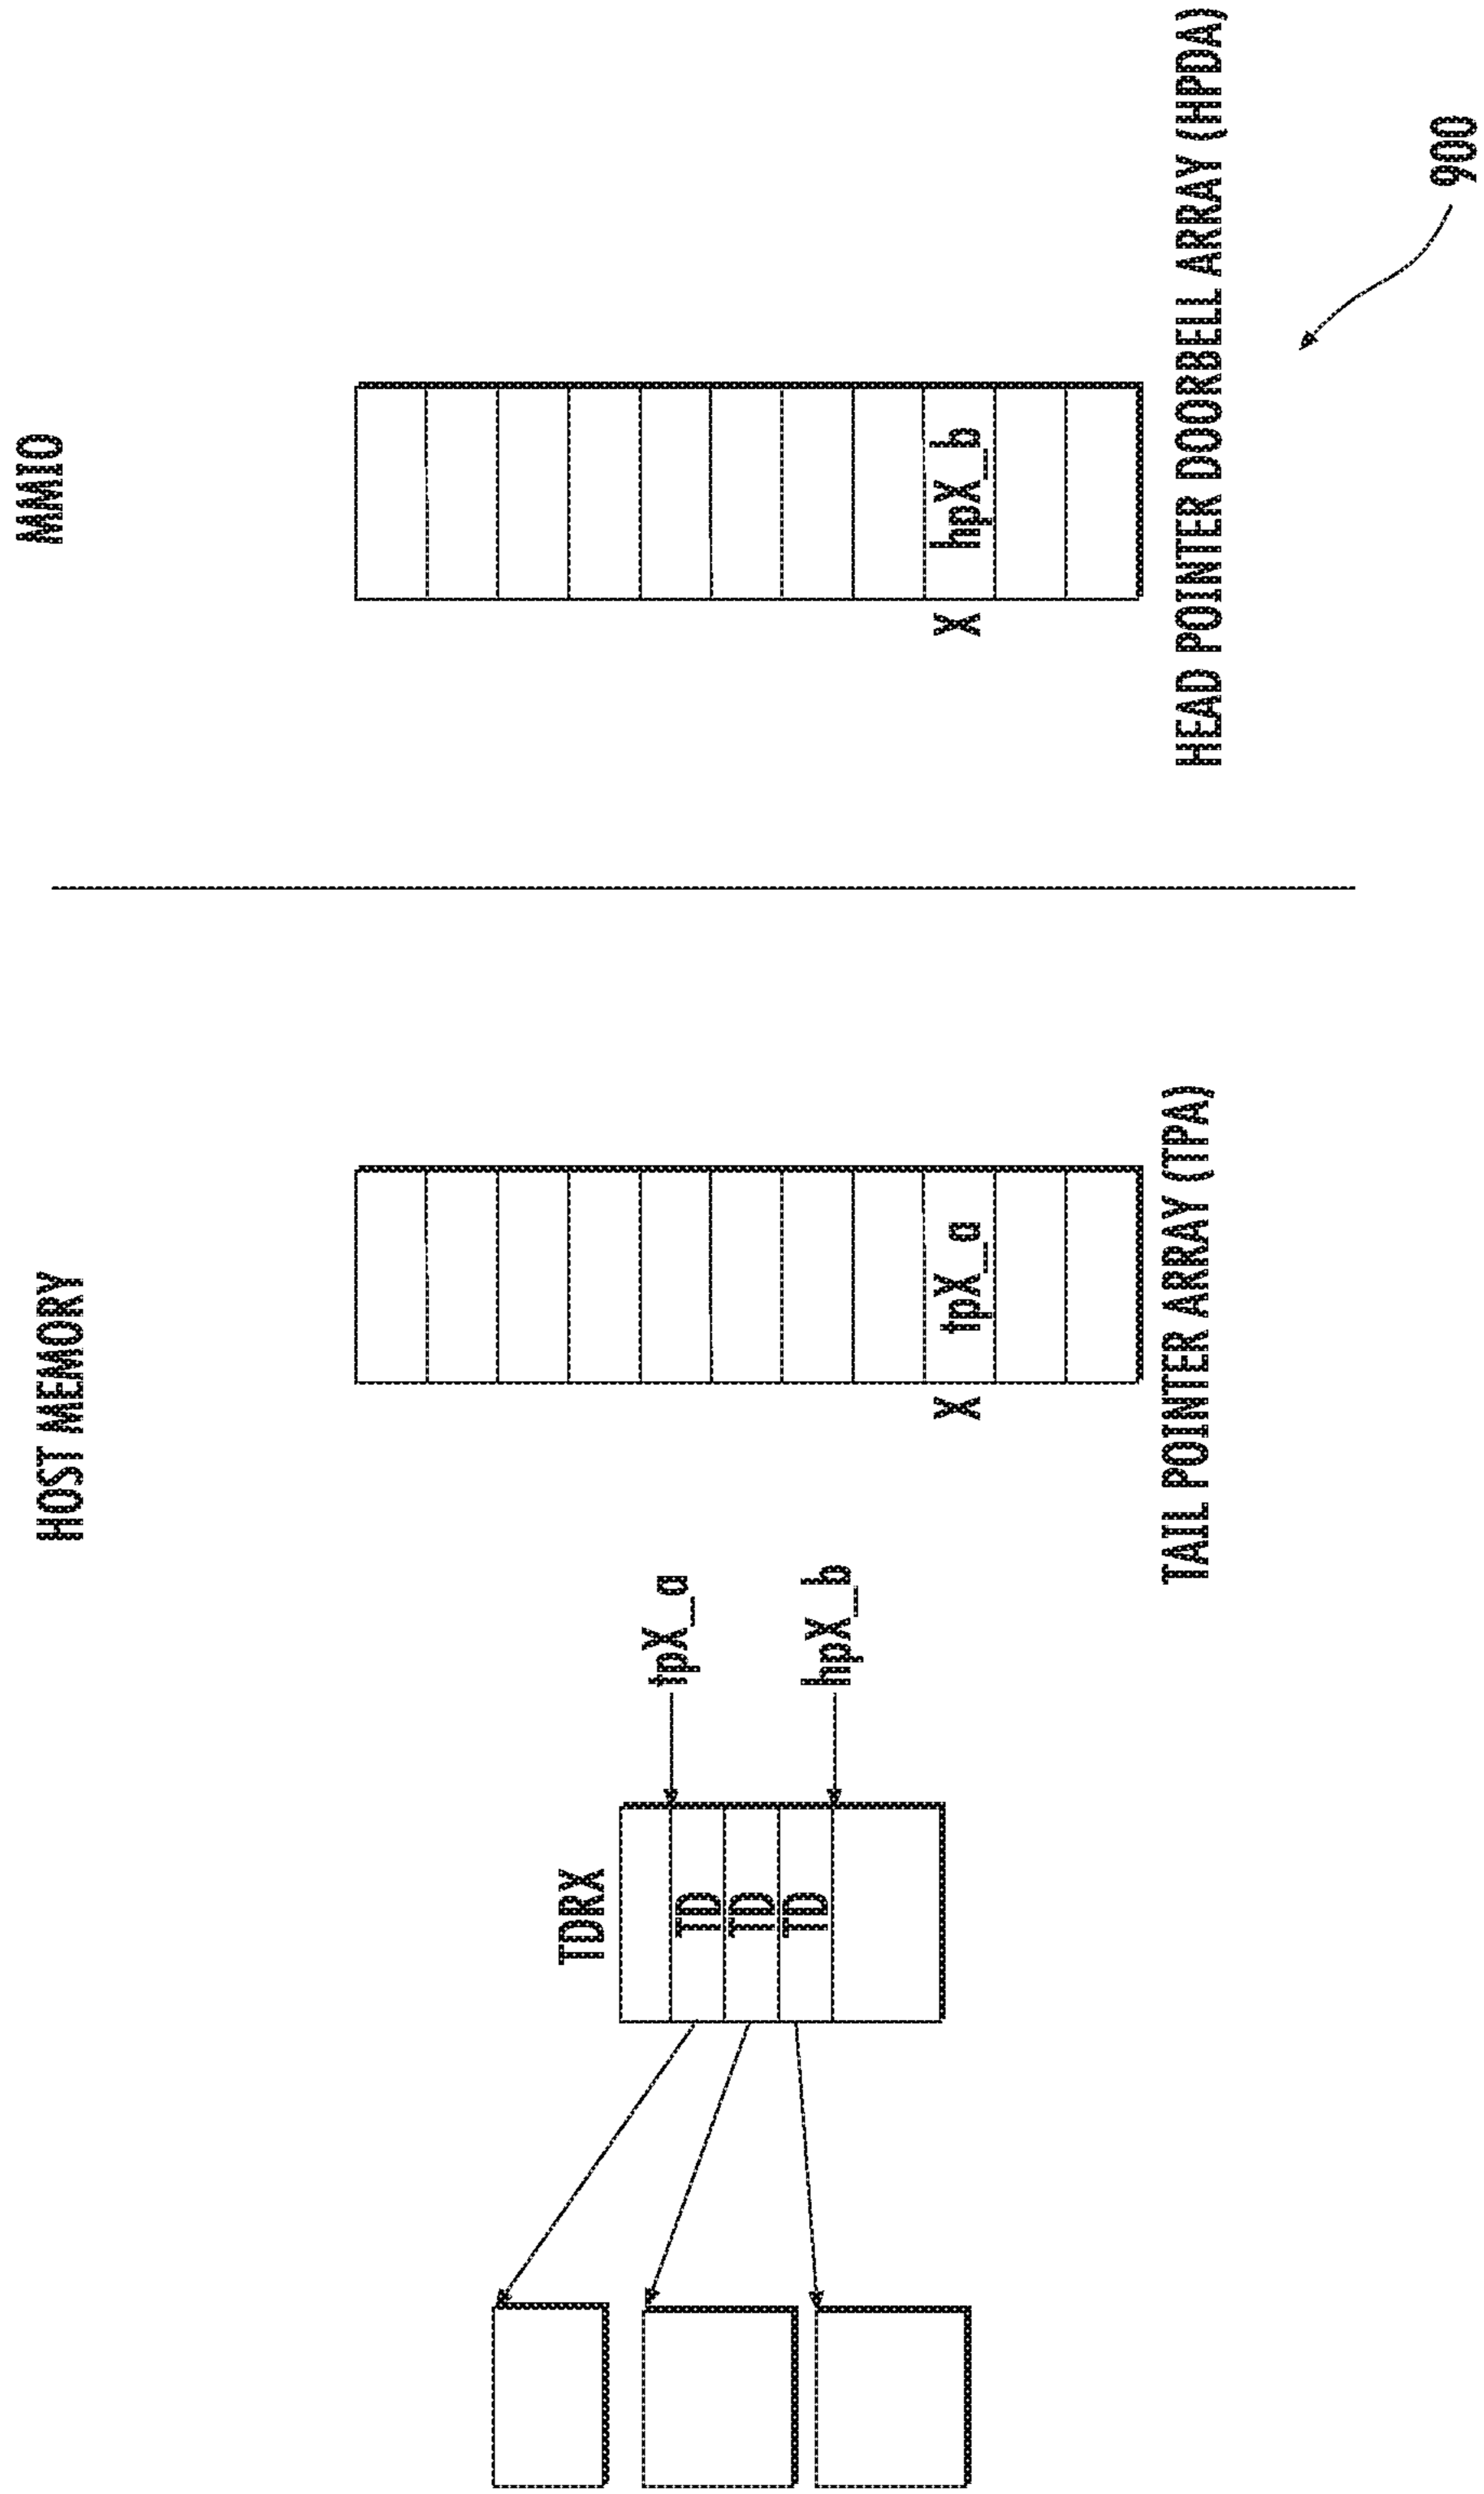 HOST MEMORY
MMIO
TDRX
TD
TD
TD
tpX_a
hpX_b
X
tpX_a
X
hpX_b
TAIL POINTER ARRAY (TPA)
HEAD POINTER DOORBELL ARRAY (HPDA)
900